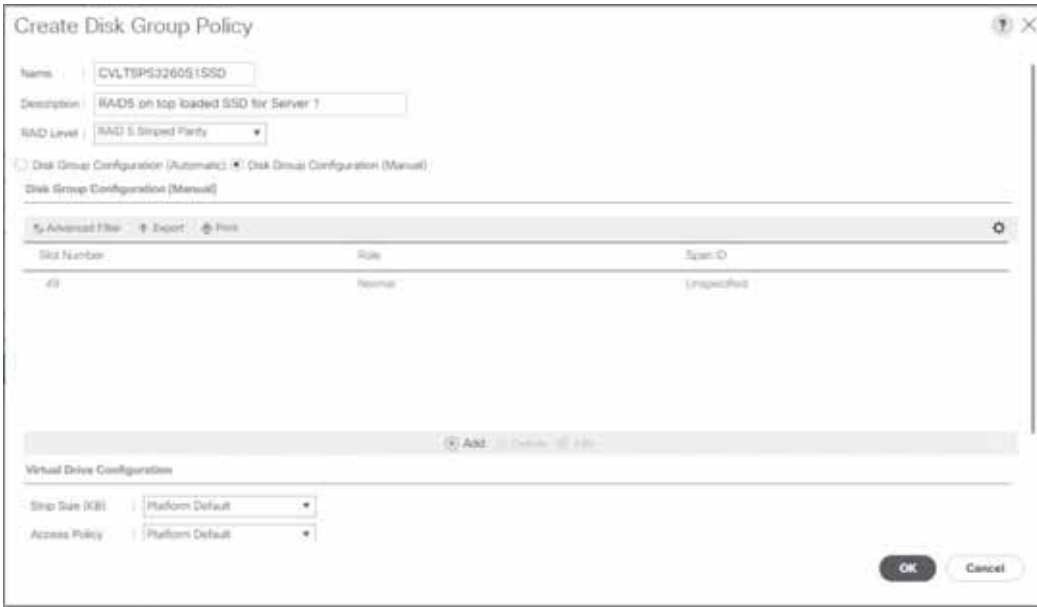 Create Disk Group Policy
?
Name : CVLTSPS3260S1SSD
Description : RAID5 on top loaded SSD for Server 1
RAID Level : RAID 5 Striped Parity
Disk Group Configuration (Automatic) Disk Group Configuration (Manual)
Disk Group Configuration (Manual)
Advanced Filter Export Print
Slot Number Role Span ID
49 Normal Unspecified
Add Delete Info
Virtual Drive Configuration
Strip Size (KB) : Platform Default
Access Policy : Platform Default
OK Cancel